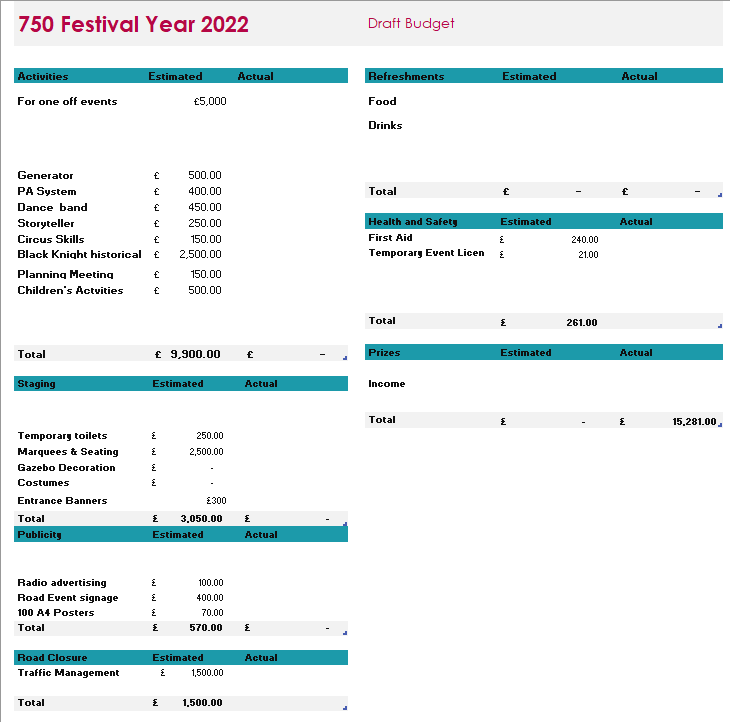 750 Festival Year 2022 Draft Budget
Activities Estimated Actual
For one off events £5,000
Generator £ 500.00
PA System £ 400.00
Dance band £ 450.00
Storyteller £ 250.00
Circus Skills £ 150.00
Black Knight historical £ 2,500.00
Planning Meeting £ 150.00
Children's Actvities £ 500.00
Total £ 9,900.00 £ -
Staging Estimated Actual
Temporary toilets £ 250.00
Marquees & Seating £ 2,500.00
Gazebo Decoration £ -
Costumes £ -
Entrance Banners £300
Total £ 3,050.00 £ -
Publicity Estimated Actual
Radio advertising £ 100.00
Road Event signage £ 400.00
100 A4 Posters £ 70.00
Total £ 570.00 £ -
Road Closure Estimated Actual
Traffic Management £ 1,500.00
Total £ 1,500.00
Refreshments Estimated Actual
Food
Drinks
Total £ - £ -
Health and Safety Estimated Actual
First Aid £ 240.00
Temporary Event Licen £ 21.00
Total £ 261.00
Prizes Estimated Actual
Income
Total £ - £ 15,281.00